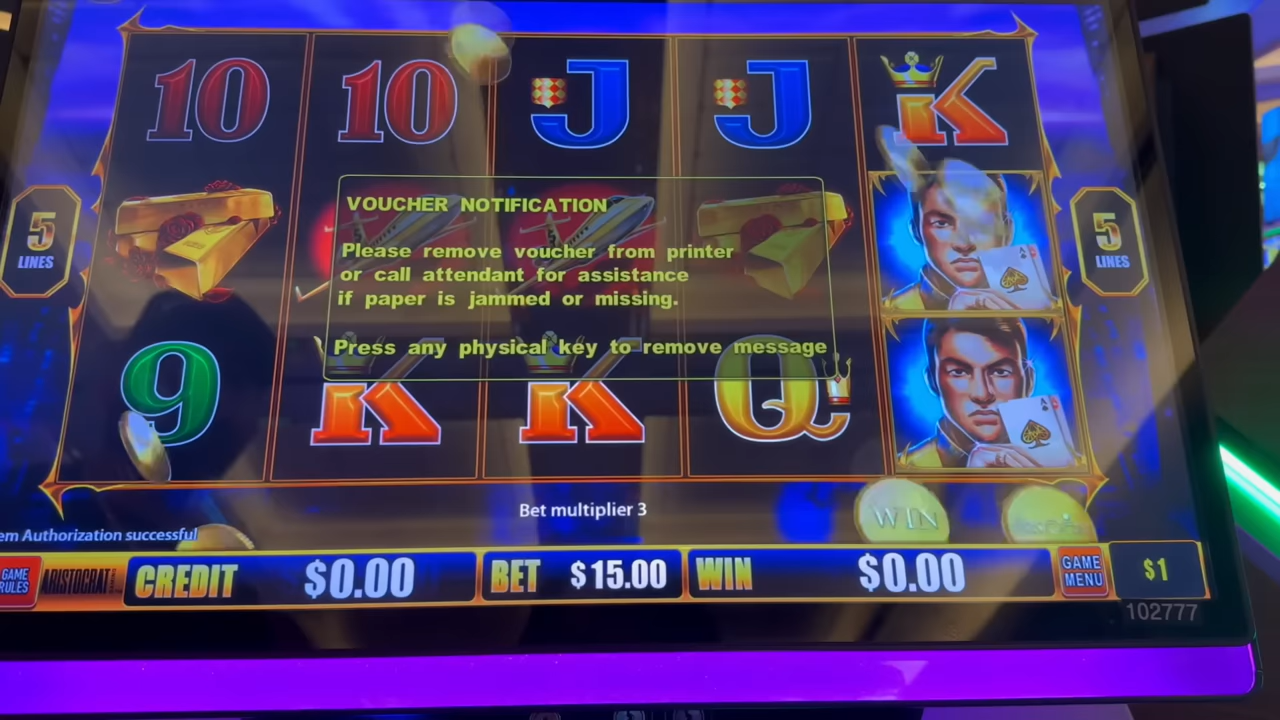 10 10 J J K
5 LINES
5 LINES
VOUCHER NOTIFICATION
Please remove voucher from printer
or call attendant for assistance
if paper is jammed or missing.
Press any physical key to remove message
9 K K Q
A
A
Bet multiplier 3
WIN
em Authorization successful
GAME RULES
ARISTOCRAT
CREDIT $0.00
BET $15.00
WIN $0.00
GAME MENU
$1
102777